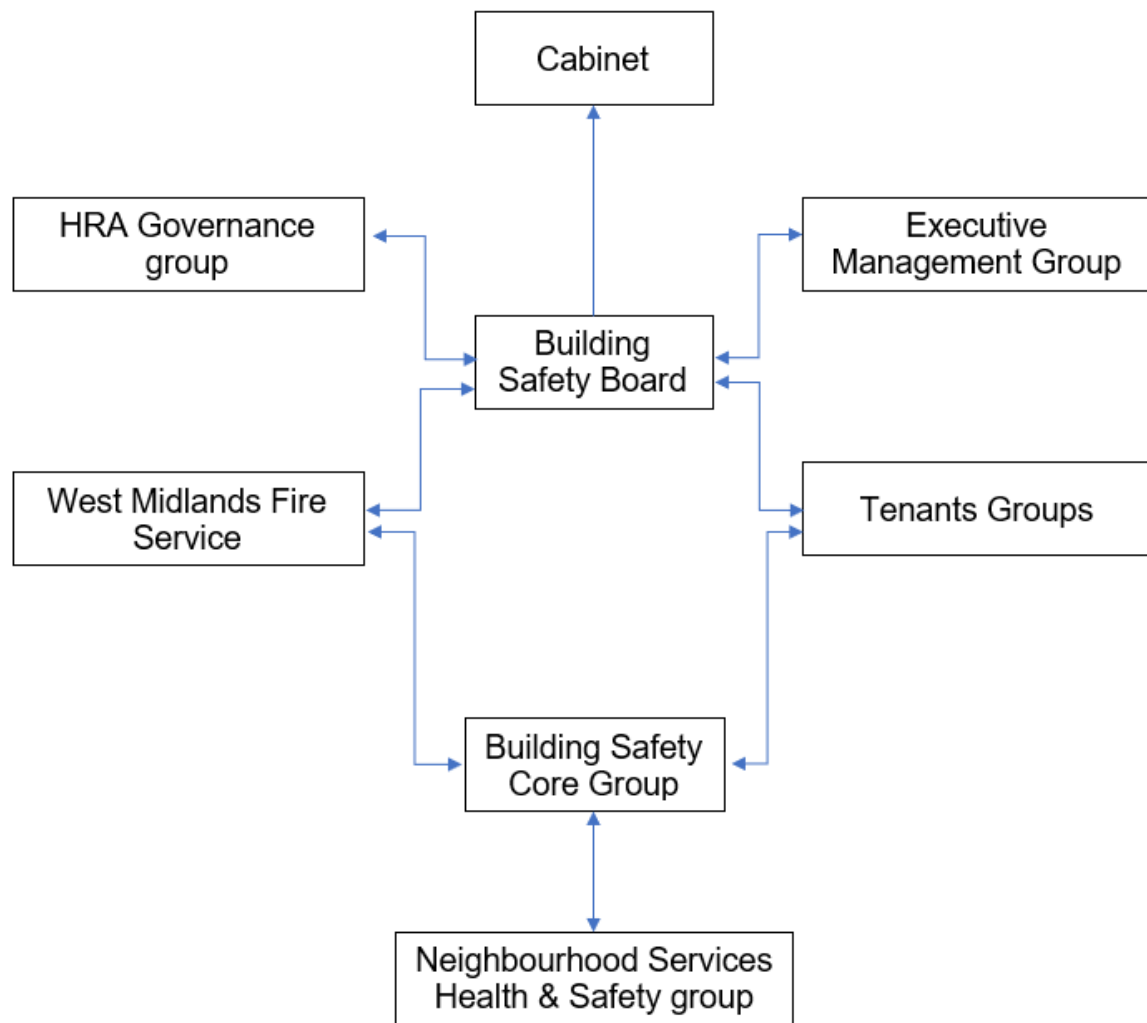 Cabinet
HRA Governance
group
Executive
Management Group
Building
Safety Board
West Midlands Fire
Service
Tenants Groups
Building Safety
Core Group
Neighbourhood Services
Health & Safety group